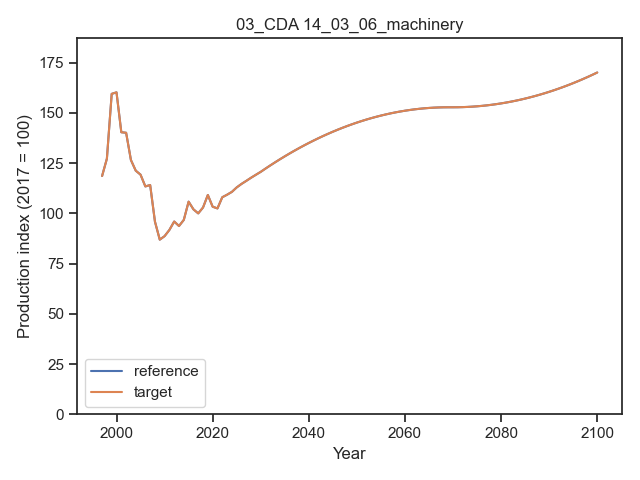 03_CDA 14_03_06_machinery
Production index (2017 = 100)
175
150
125
100
75
50
25
0
reference
target
2000
2020
2040
2060
2080
2100
Year